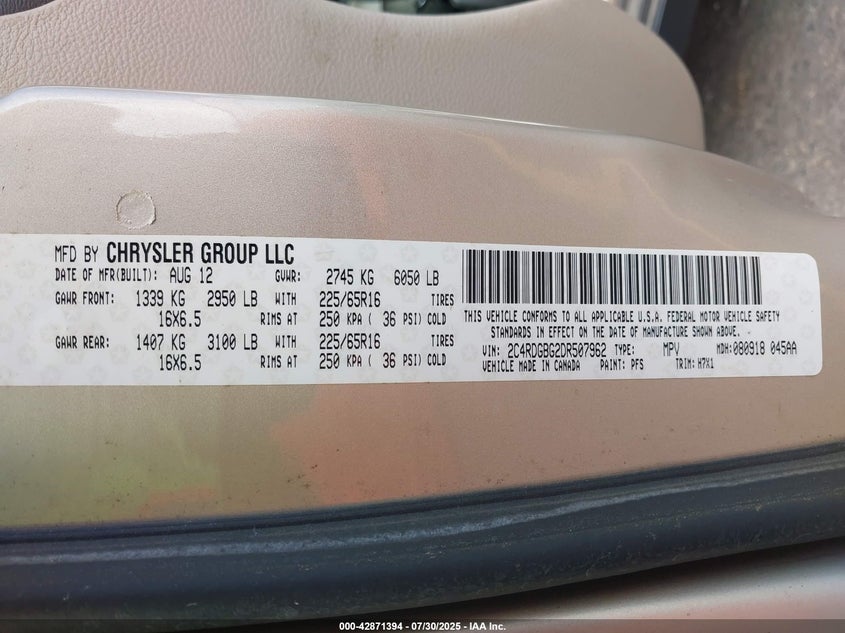 MFD BY CHRYSLER GROUP LLC
DATE OF MFR(BUILT): AUG 12 GVWR: 2745 KG 6050 LB
GAWR FRONT: 1339 KG 2950 LB WITH 225/65R16 TIRES
16X6.5 RIMS AT 250 KPA ( 36 PSI) COLD
GAWR REAR: 1407 KG 3100 LB WITH 225/65R16 TIRES
16X6.5 RIMS AT 250 KPA ( 36 PSI) COLD
THIS VEHICLE CONFORMS TO ALL APPLICABLE U.S.A. FEDERAL MOTOR VEHICLE SAFETY
STANDARDS IN EFFECT ON THE DATE OF MANUFACTURE SHOWN ABOVE.
VIN: 2C4RDGBG2DR507962 TYPE: MPV MDH: 080918 045AA
VEHICLE MADE IN CANADA PAINT: PFS TRIM: H7X1
000-42871394 - 07/30/2025 - IAA Inc.